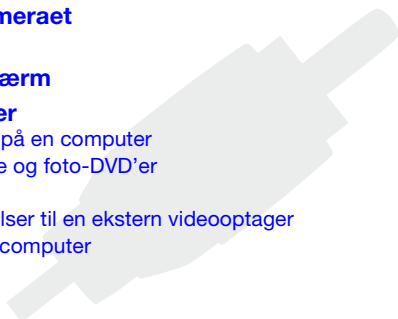 meraet
ærm
er
på en computer
e og foto-DVD'er
lser til en ekstern videooptager
computer